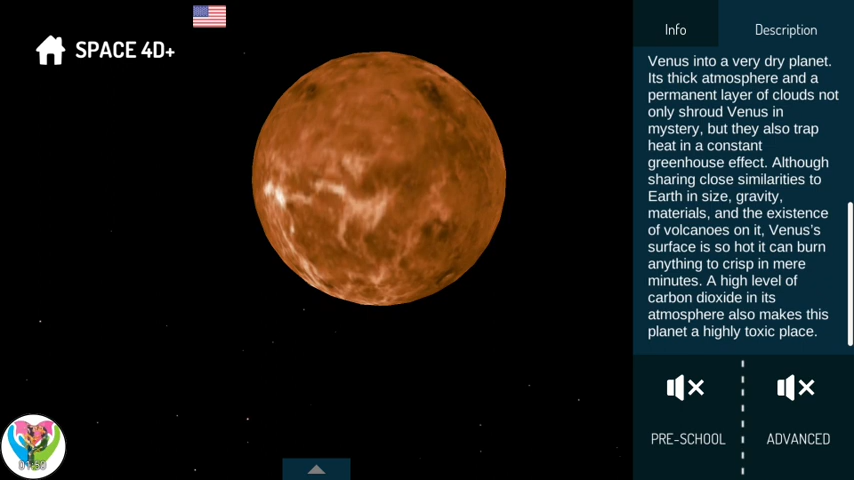 SPACE 4D+
Info
Description
Venus into a very dry planet.
Its thick atmosphere and a
permanent layer of clouds not
only shroud Venus in
mystery, but they also trap
heat in a constant
greenhouse effect. Although
sharing close similarities to
Earth in size, gravity,
materials, and the existence
of volcanoes on it, Venus's
surface is so hot it can burn
anything to crisp in mere
minutes. A high level of
carbon dioxide in its
atmosphere also makes this
planet a highly toxic place.
PRE-SCHOOL
ADVANCED